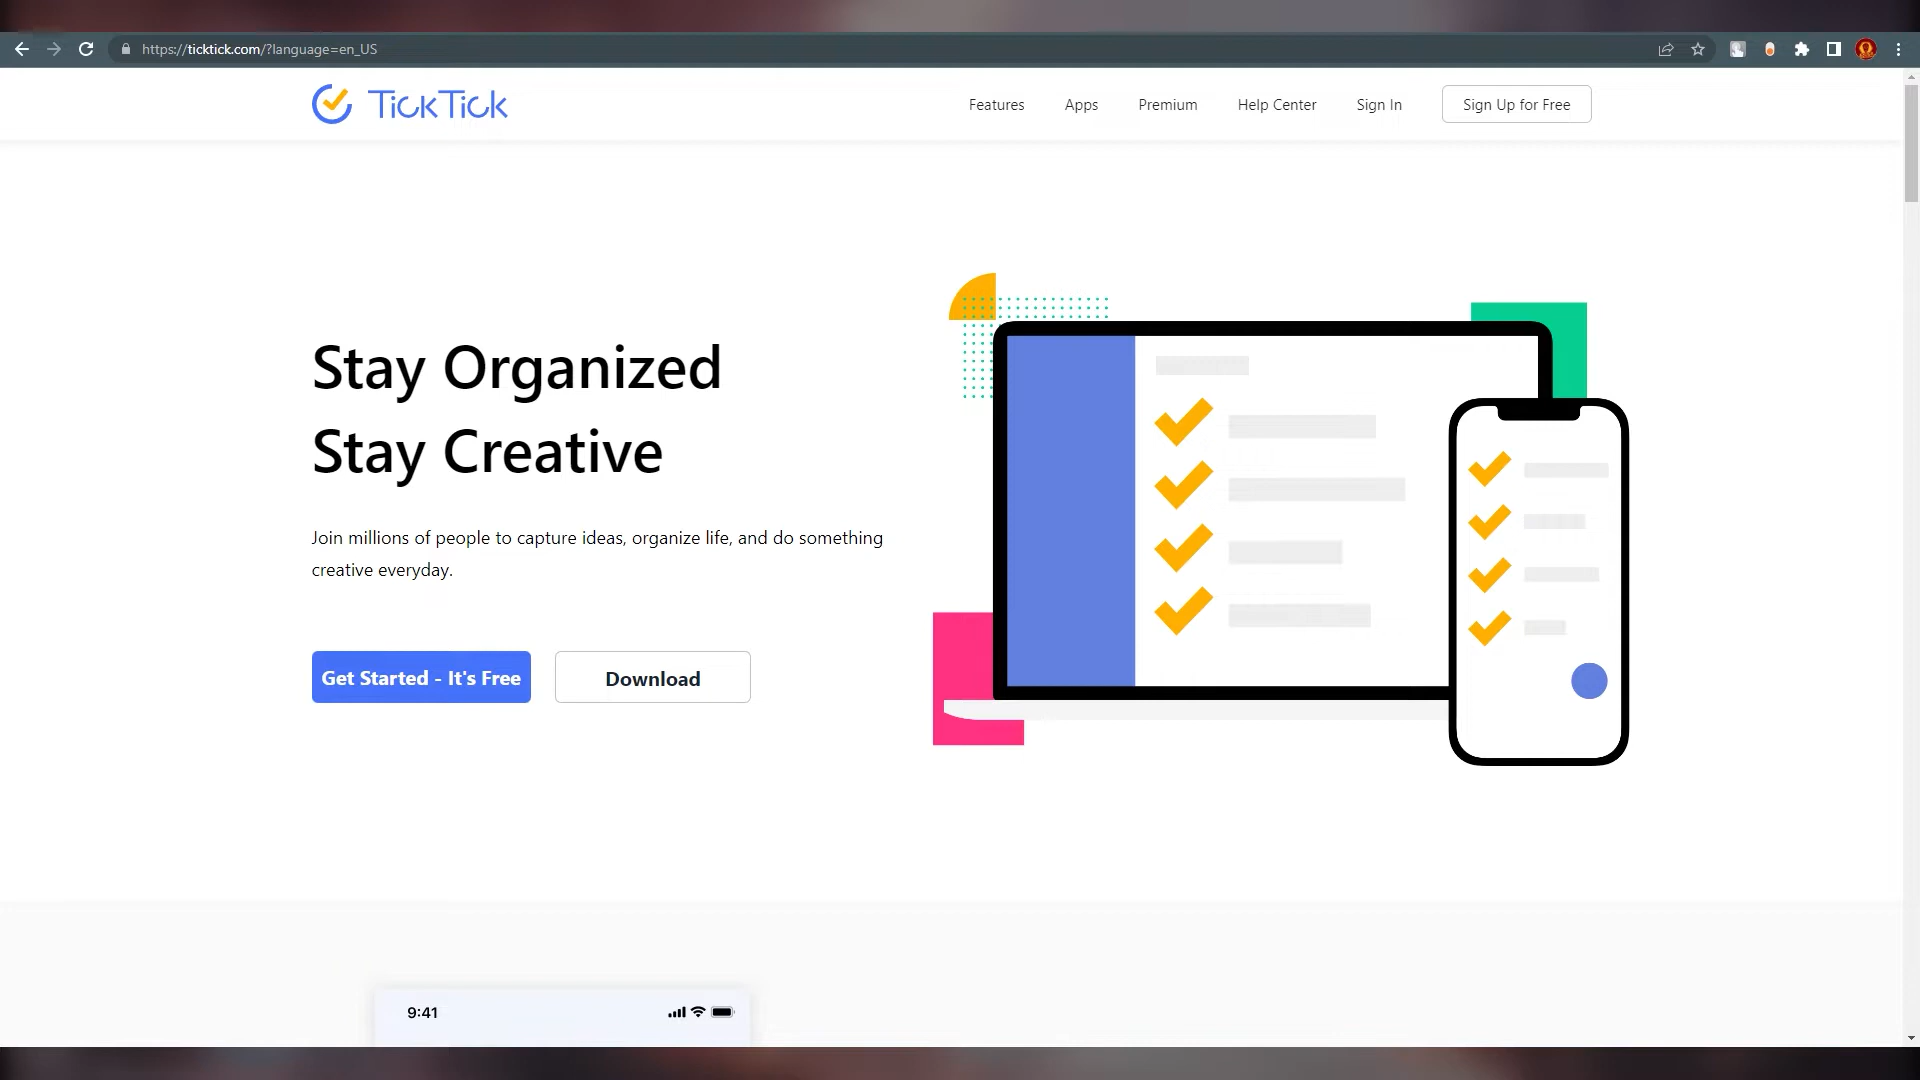 https://ticktick.com/?language=en_US
TickTick
Features
Apps
Premium
Help Center
Sign In
Sign Up for Free
Stay Organized
Stay Creative
Join millions of people to capture ideas, organize life, and do something
creative everyday.
Get Started - It's Free
Download
9:41